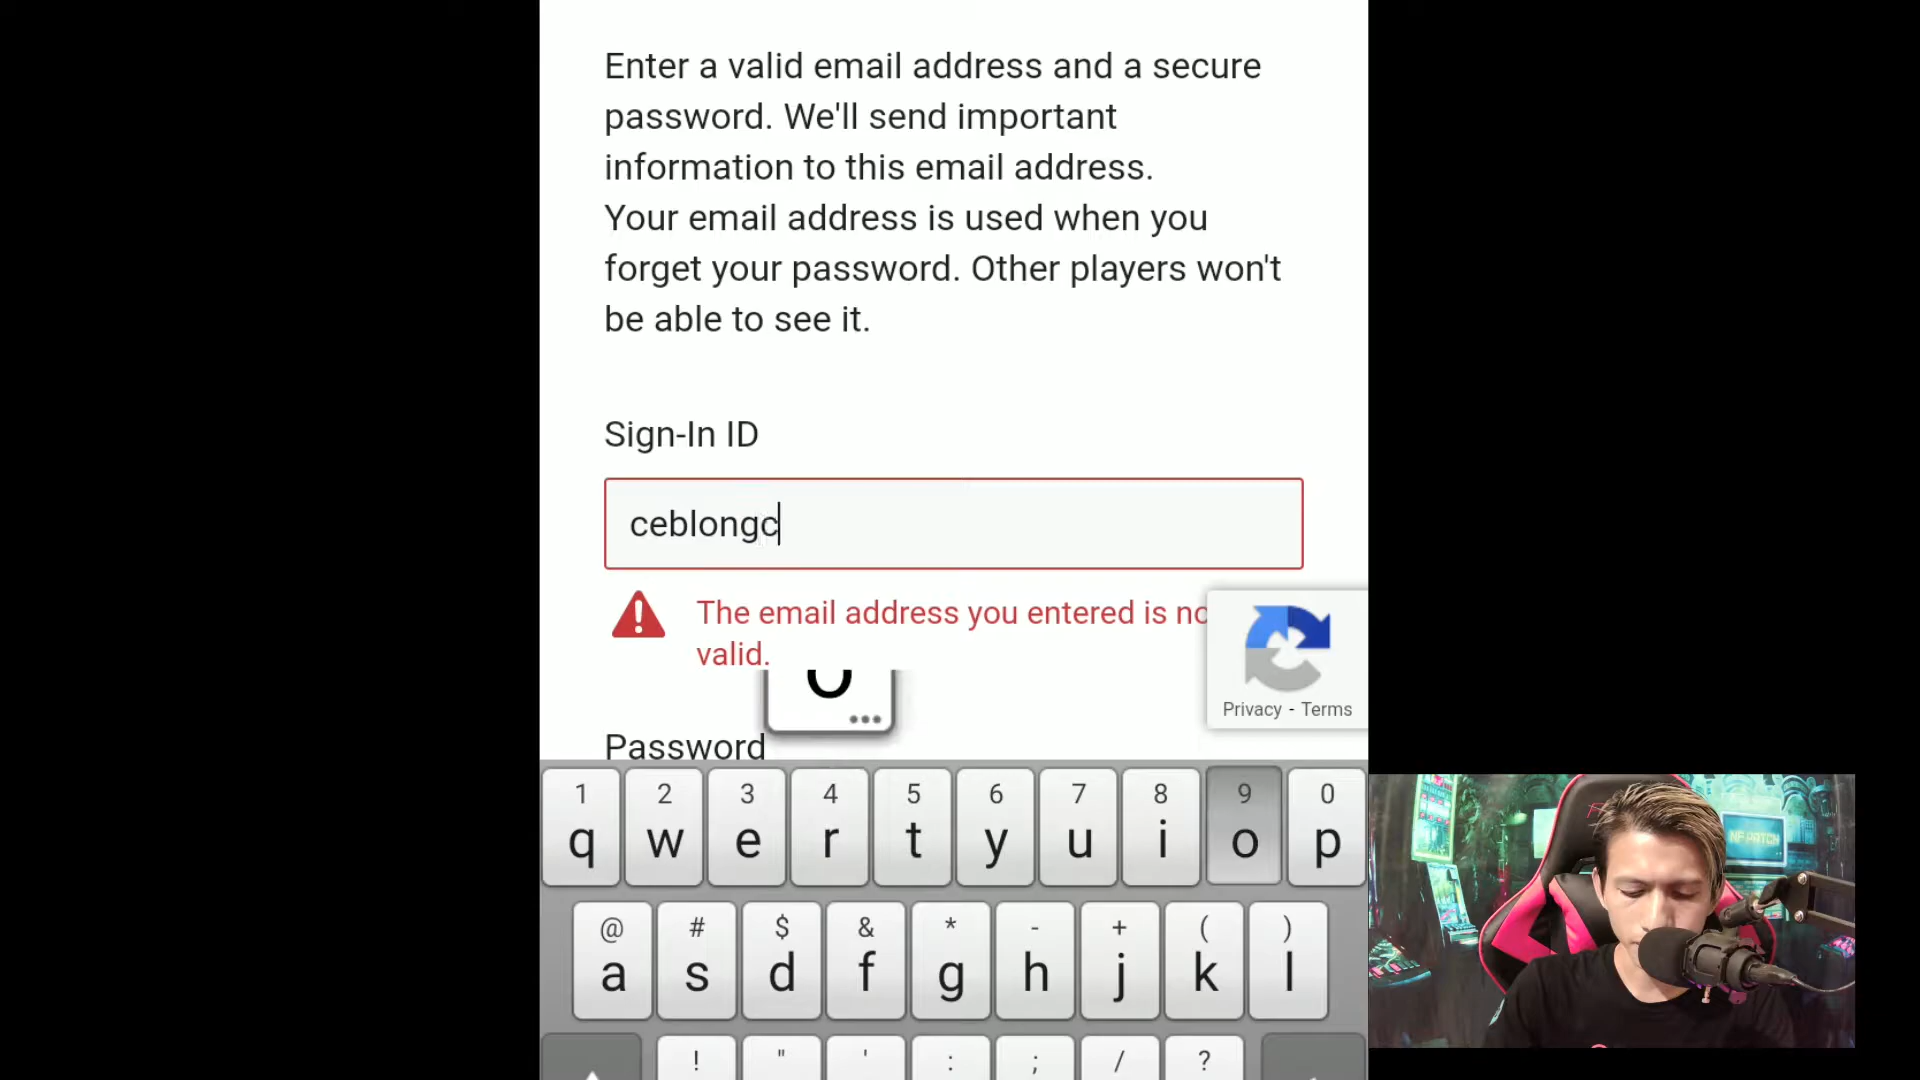 Enter a valid email address and a secure
password. We'll send important
information to this email address.
Your email address is used when you
forget your password. Other players won't
be able to see it.
Sign-In ID
ceblongc
The email address you entered is
valid.
Privacy - Terms
Password
1 2 3 4 5 6 7 8 9 0
q w e r t y u i o p
@ # $ & * - + ( )
a s d f g h j k l
! " ' : ; / ?
NF PATCH